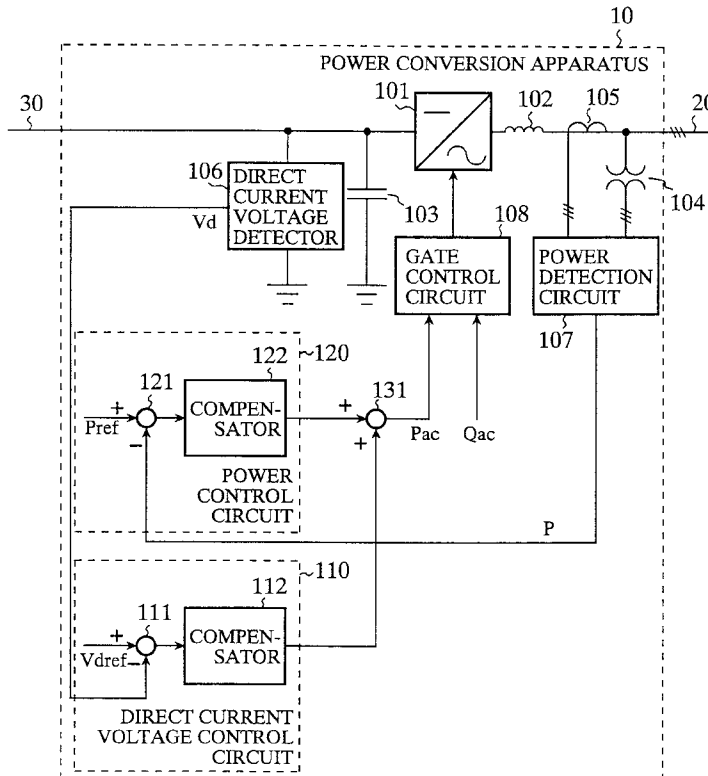 10
POWER CONVERSION APPARATUS
30
101
102
105
20
106
DIRECT
CURRENT
VOLTAGE
DETECTOR
Vd
103
104
108
GATE
CONTROL
CIRCUIT
POWER
DETECTION
CIRCUIT
107
120
122
121
131
COMPEN-
SATOR
+
Pref
−
+
+
Pac
Qac
POWER
CONTROL
CIRCUIT
P
110
112
111
COMPEN-
SATOR
+
Vdref
−
DIRECT CURRENT
VOLTAGE CONTROL
CIRCUIT